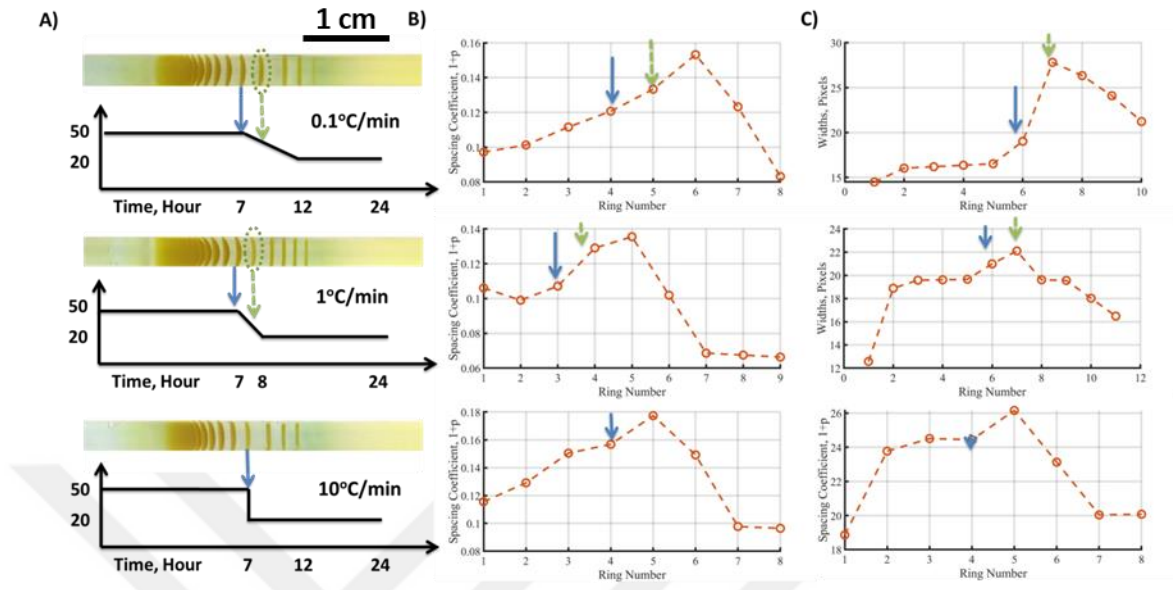 A)
1 cm
50
20
0.1°C/min
Time, Hour 7 12 24
50
20
1°C/min
Time, Hour 7 8 24
50
20
10°C/min
Time, Hour 7 12 24
B)
Spacing Coefficient, 1+p
0.16
0.14
0.12
0.1
0.08
1 2 3 4 5 6 7 8
Ring Number
Spacing Coefficient, 1+p
0.14
0.12
0.1
0.08
0.06
1 2 3 4 5 6 7 8 9
Ring Number
Spacing Coefficient, 1+p
0.18
0.16
0.14
0.12
0.1
0.08
1 2 3 4 5 6 7 8
Ring Number
C)
Widths, Pixels
30
25
20
15
0 2 4 6 8 10
Ring Number
Widths, Pixels
24
22
20
18
16
14
12
0 2 4 6 8 10 12
Ring Number
Spacing Coefficient, 1+p
26
24
22
20
18
1 2 3 4 5 6 7 8
Ring Number